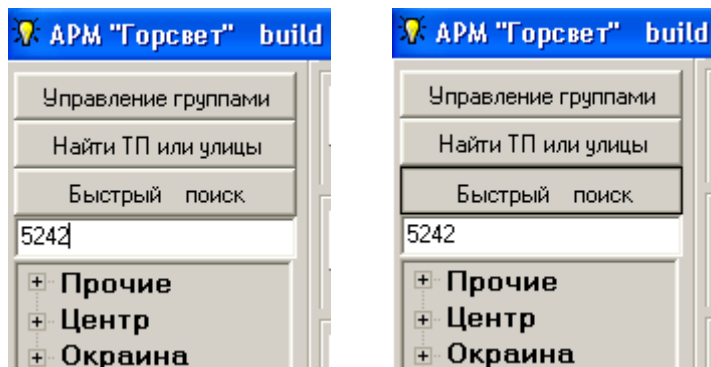 АРМ "Горсвет" build
Управление группами
Найти ТП или улицы
Быстрый поиск
5242
Прочие
Центр
Окраина
АРМ "Горсвет" build
Управление группами
Найти ТП или улицы
Быстрый поиск
5242
Прочие
Центр
Окраина